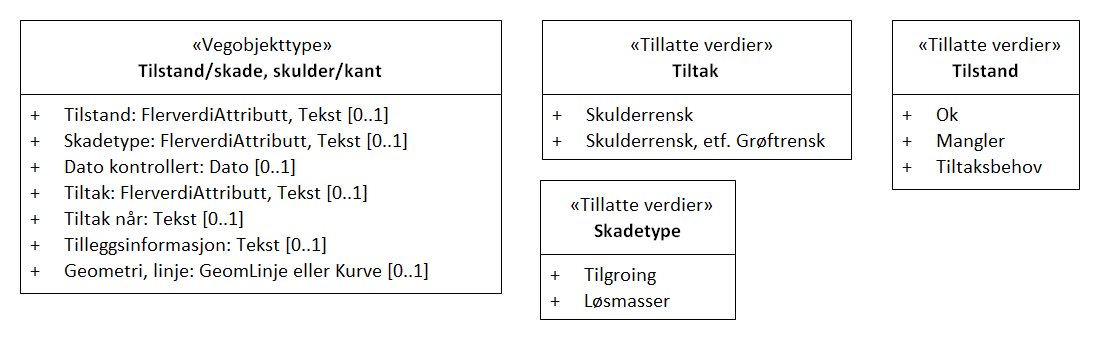 «Vegobjekttype»
Tilstand/skade, skulder/kant
+ Tilstand: FlerverdiAttributt, Tekst [0..1]
+ Skadetype: FlerverdiAttributt, Tekst [0..1]
+ Dato kontrollert: Dato [0..1]
+ Tiltak: FlerverdiAttributt, Tekst [0..1]
+ Tiltak når: Tekst [0..1]
+ Tilleggsinformasjon: Tekst [0..1]
+ Geometri, linje: GeomLinje eller Kurve [0..1]
«Tillatte verdier»
Tiltak
+ Skulderrensk
+ Skulderrensk, etf. Grøftrensk
«Tillatte verdier»
Skadetype
+ Tilgroing
+ Løsmasser
«Tillatte verdier»
Tilstand
+ Ok
+ Mangler
+ Tiltaksbehov